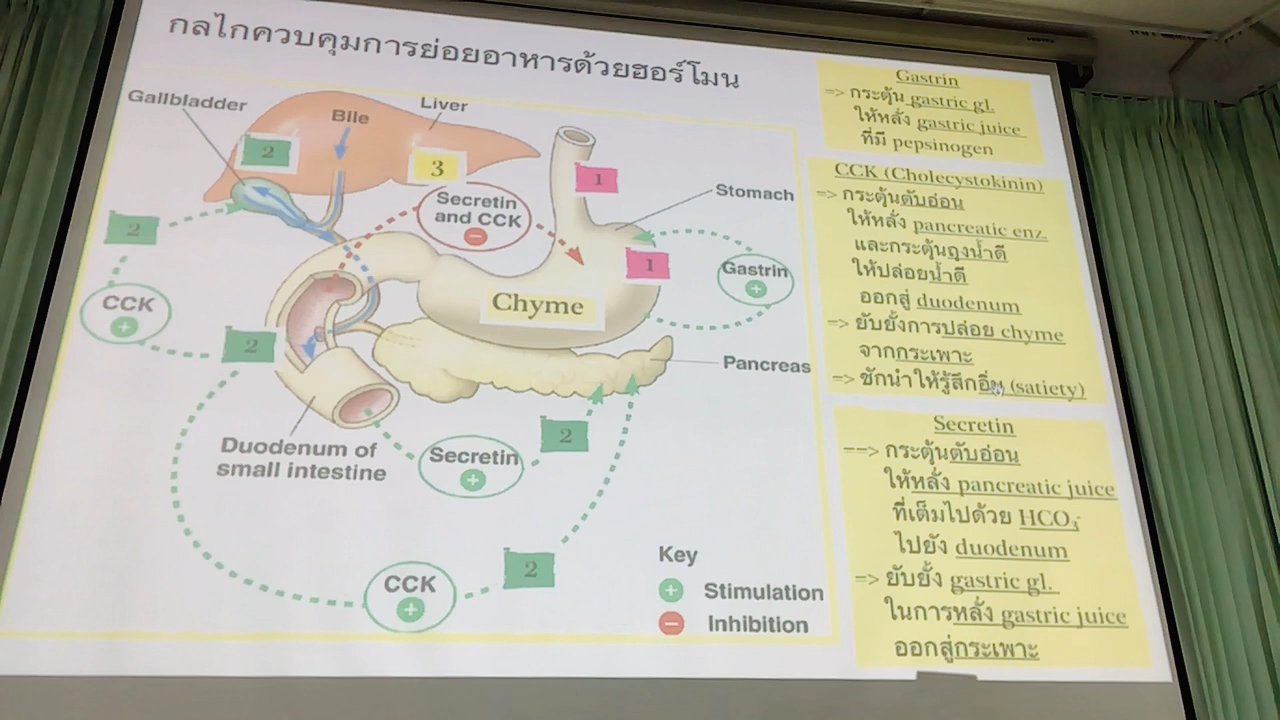 กลไกควบคุมการย่อยอาหารด้วยฮอร์โมน
Gallbladder
Bile
Liver
2
3
1
Secretin
and CCK
Stomach
2
1
Gastrin
CCK
Chyme
2
Pancreas
Duodenum of
small intestine
Secretin
2
CCK
2
Key
Stimulation
Inhibition
Gastrin
=> กระตุ้น gastric gl.
ให้หลั่ง gastric juice
ที่มี pepsinogen
CCK (Cholecystokinin)
=> กระตุ้นตับอ่อน
ให้หลั่ง pancreatic enz.
และกระตุ้นถุงน้ำดี
ให้ปล่อยน้ำดี
ออกสู่ duodenum
=> ยับยั้งการปล่อย chyme
จากกระเพาะ
=> ชักนำให้รู้สึกอิ่ม (satiety)
Secretin
==> กระตุ้นตับอ่อน
ให้หลั่ง pancreatic juice
ที่เต็มไปด้วย HCO₃⁻
ไปยัง duodenum
=> ยับยั้ง gastric gl.
ในการหลั่ง gastric juice
ออกสู่กระเพาะ